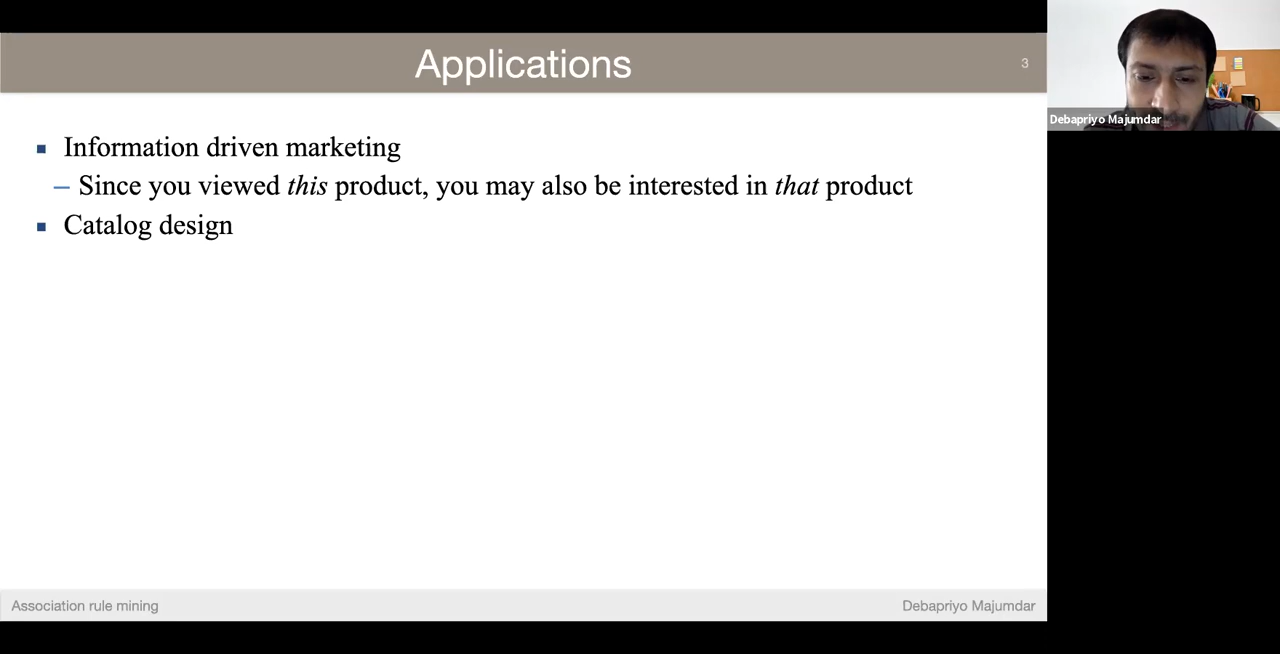 Applications
3
Information driven marketing
– Since you viewed this product, you may also be interested in that product
Catalog design
Association rule mining
Debapriyo Majumdar
Debapriyo Majumdar